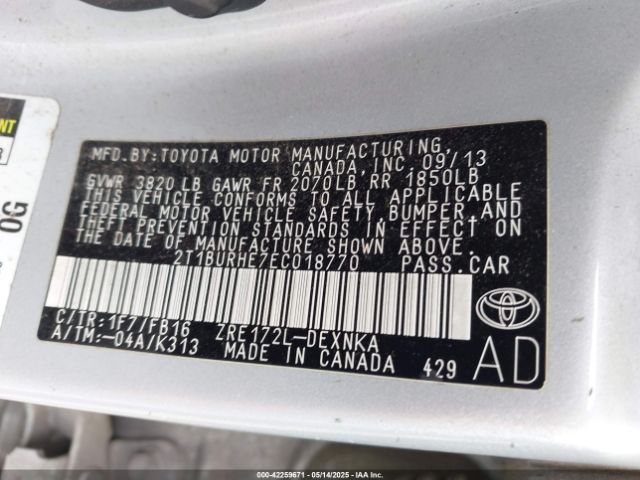 MFD.BY:TOYOTA MOTOR MANUFACTURING,
CANADA, INC. 09/13
GVWR 3820 LB GAWR FR 2070LB RR 1850LB
THIS VEHICLE CONFORMS TO ALL APPLICABLE
FEDERAL MOTOR VEHICLE SAFETY, BUMPER, AND
THEFT PREVENTION STANDARDS IN EFFECT ON
THE DATE OF MANUFACTURE SHOWN ABOVE.
2T1BURHE7EC018770 PASS.CAR
C/TR:1F7/FB16 ZRE172L-DEXNKA
A/TM:-04A/K313 MADE IN CANADA 429
AD
TOYOTA
GO
000-42259671 - 05/14/2025 - IAA Inc. (C)